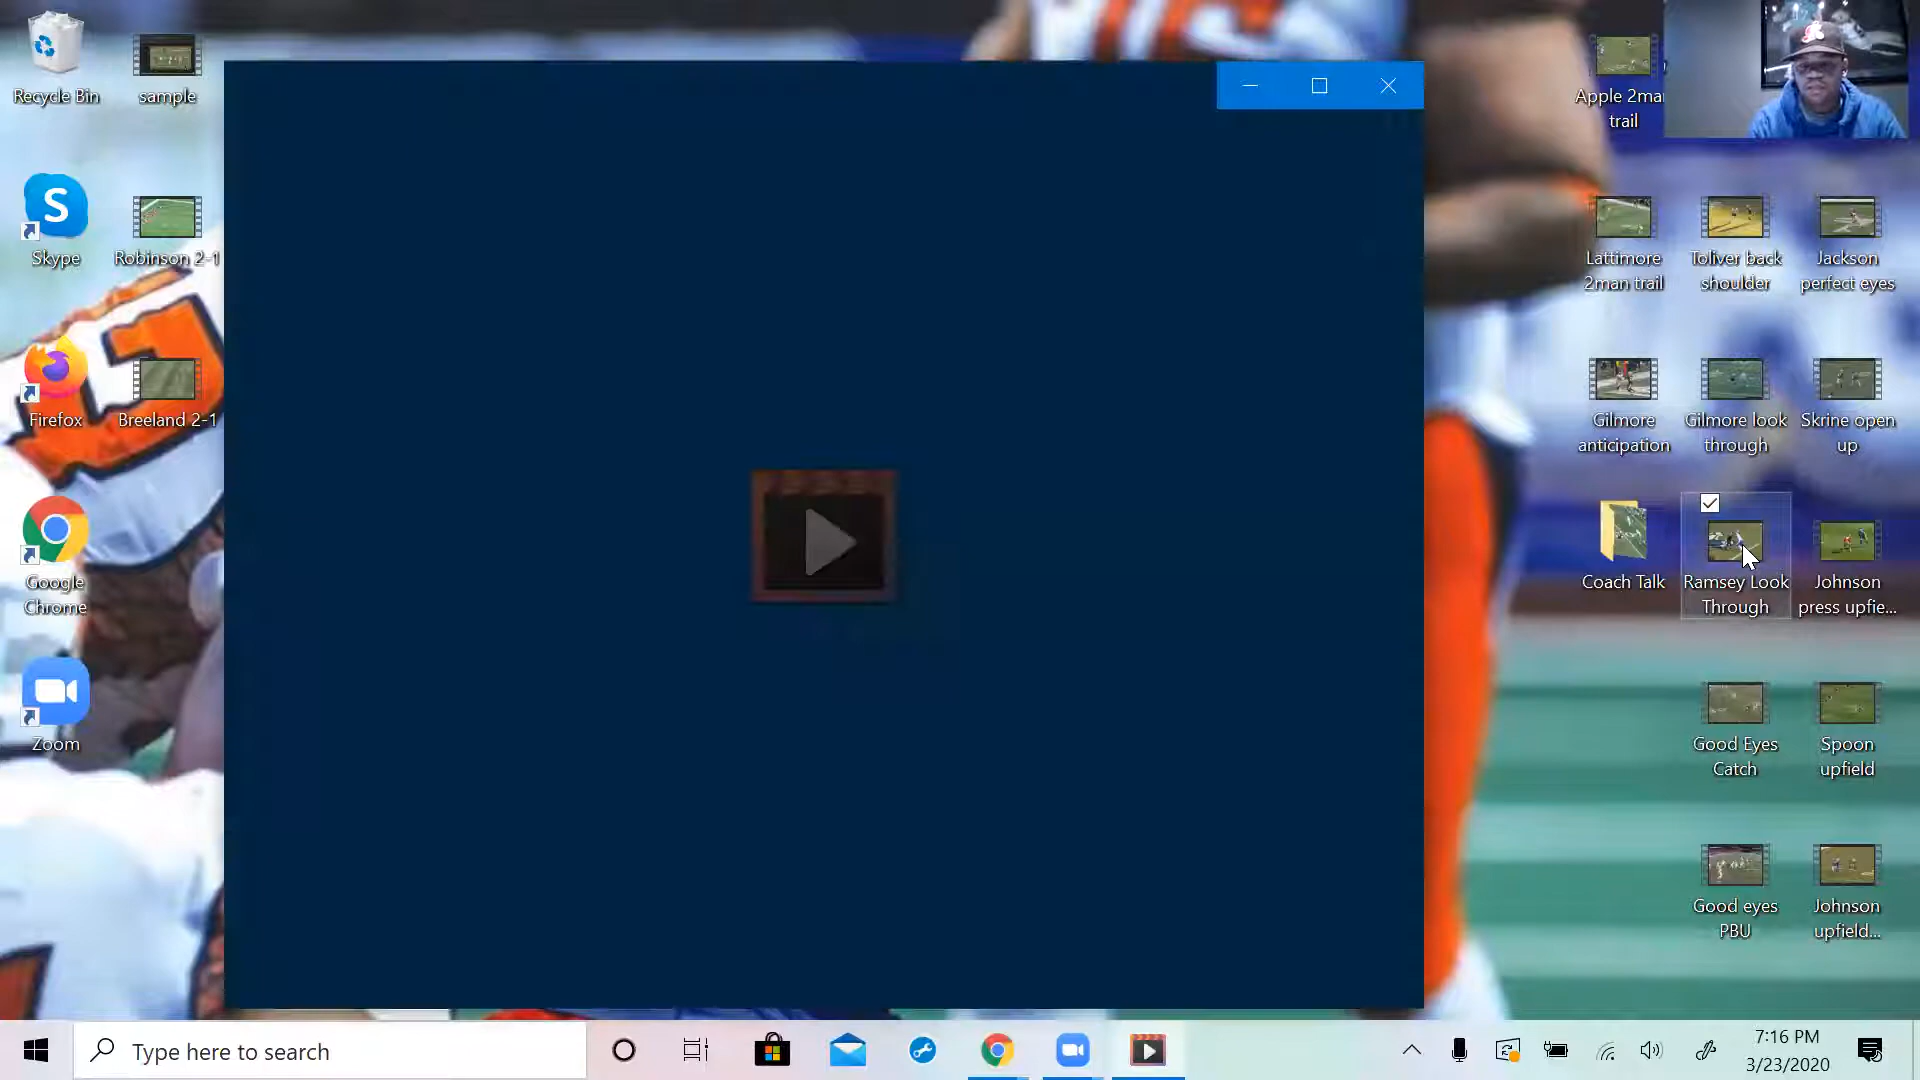 Recycle Bin
sample
Skype
Robinson 2-1
Firefox
Breeland 2-1
Google
Chrome
Zoom
Apple 2mar
trail
Lattimore
2man trail
Toliver back
shoulder
Jackson
perfect eyes
Gilmore
anticipation
Gilmore look
through
Skrine open
up
Coach Talk
Ramsey Look
Through
Johnson
press upfie...
Good Eyes
Catch
Spoon
upfield
Good eyes
PBU
Johnson
upfield...
Type here to search
7:16 PM
3/23/2020